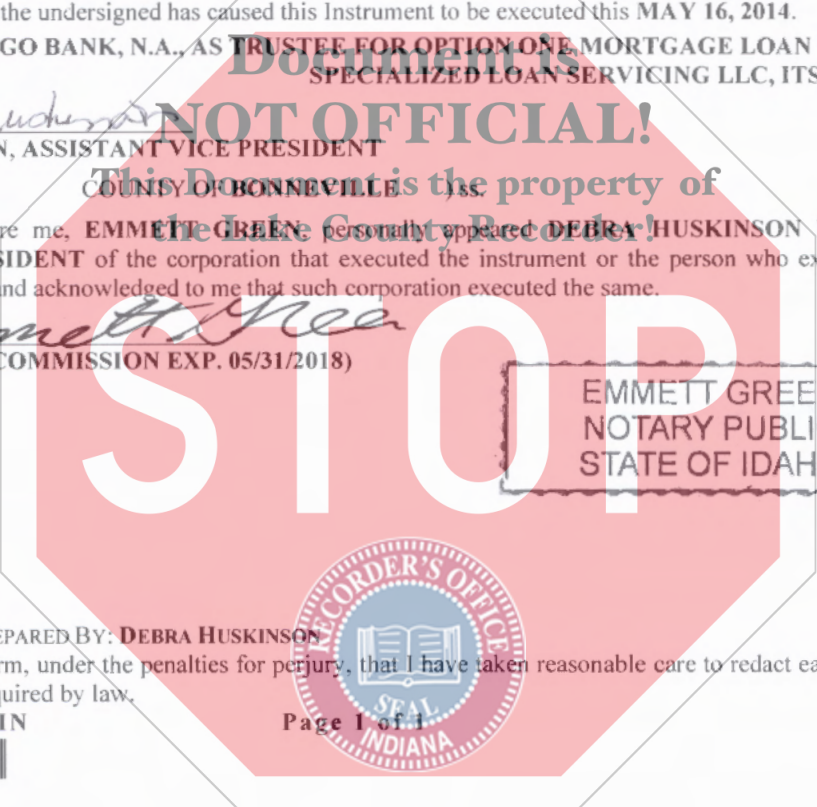 the undersigned has caused this Instrument to be executed this MAY 16, 2014.
GO BANK, N.A., AS TRUSTEE FOR OPTION ONE MORTGAGE LOAN
Document is
SPECIALIZED LOAN SERVICING LLC, ITS
NOT OFFICIAL!
N, ASSISTANT VICE PRESIDENT
This Document is the property of
COUNTY OF BONNEVILLE ) ss.
the Lake County Recorder!
re me, EMMETT GREEN, personally appeared DEBRA HUSKINSON
SIDENT of the corporation that executed the instrument or the person who ex
and acknowledged to me that such corporation executed the same.
mmett Green
COMMISSION EXP. 05/31/2018)
STOP
EMMETT GREE
NOTARY PUBLI
STATE OF IDAH
RECORDER'S OFFICE
SEAL
INDIANA
EPARED BY: DEBRA HUSKINSON
rm, under the penalties for perjury, that I have taken reasonable care to redact ea
quired by law.
IN Page 1 of 1